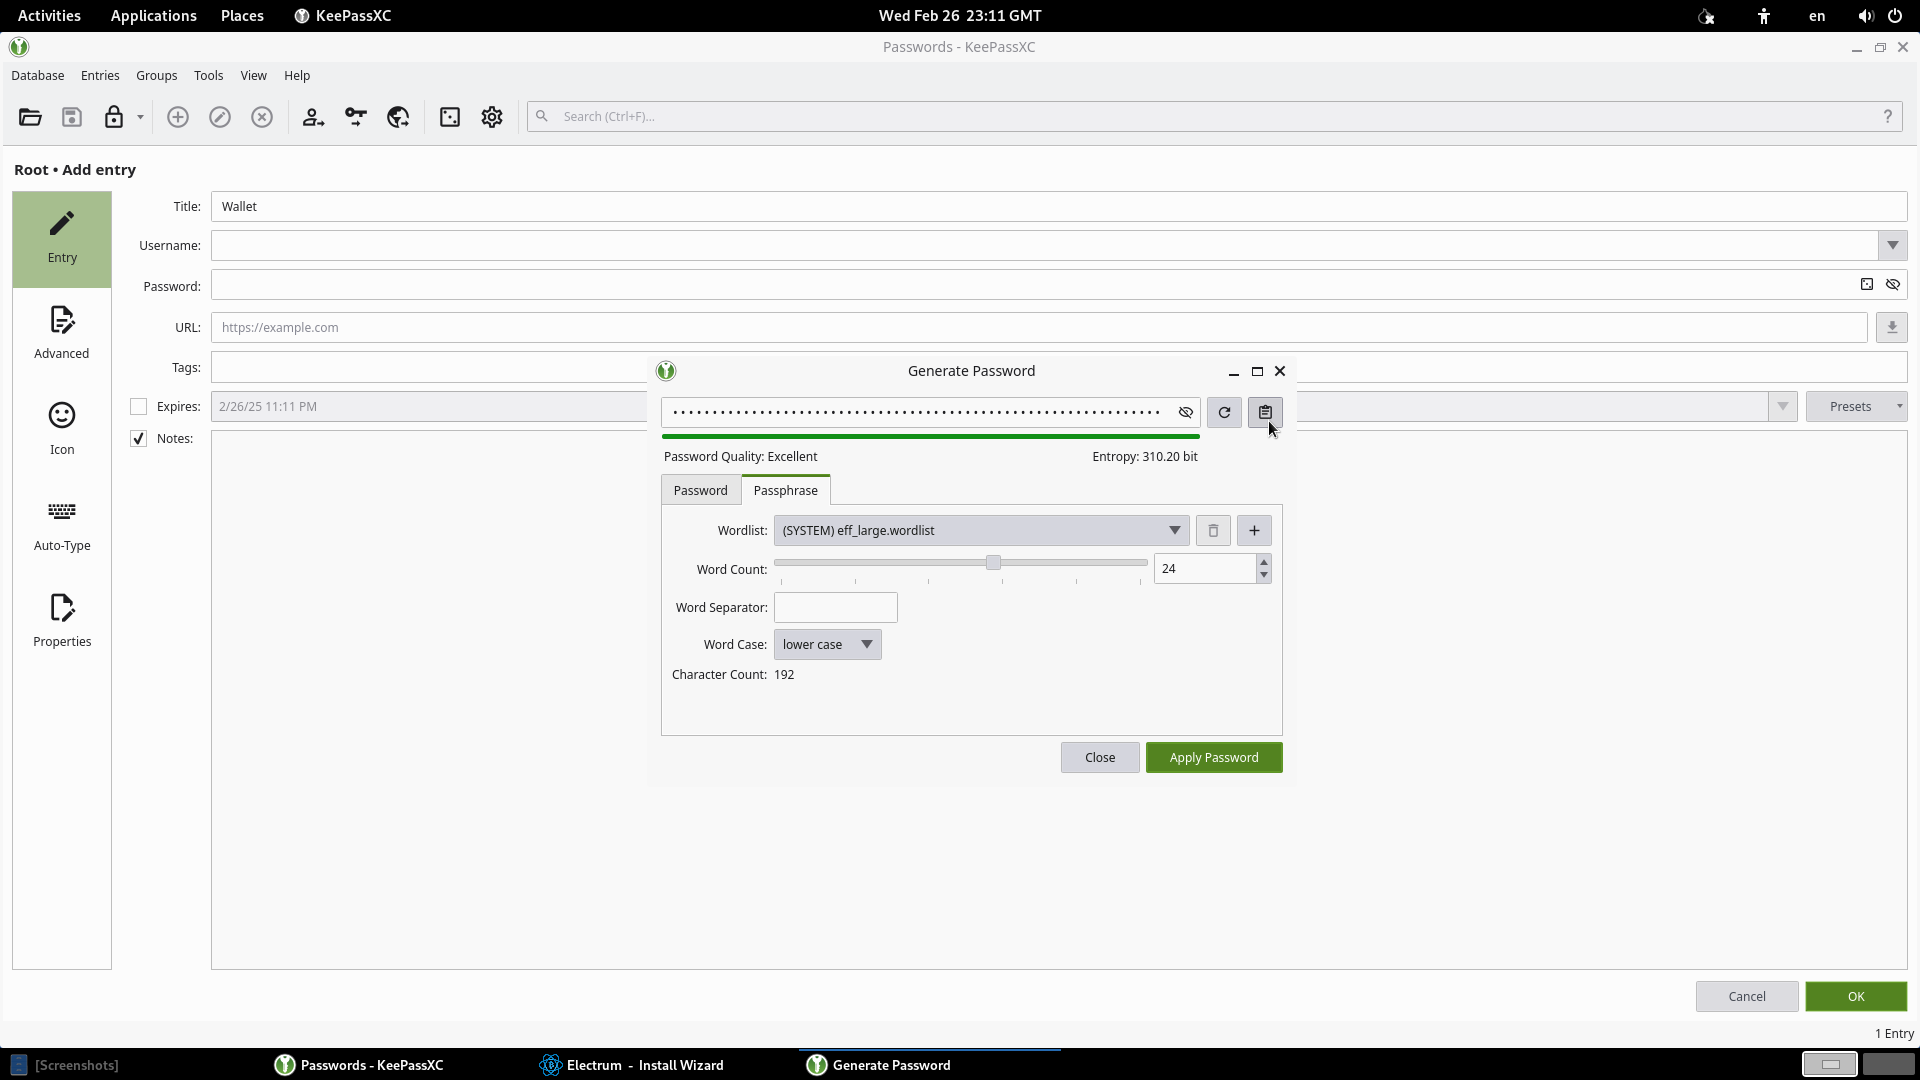 Activities Applications Places KeePassXC Wed Feb 26 23:11 GMT en
Passwords - KeePassXC
Database Entries Groups Tools View Help
Search (Ctrl+F)... ?
Root • Add entry
Entry
Advanced
Icon
Auto-Type
Properties
Title: Wallet
Username:
Password:
URL: https://example.com
Tags:
Expires: 2/26/25 11:11 PM Presets
Notes:
Generate Password
Password Quality: Excellent Entropy: 310.20 bit
Password Passphrase
Wordlist: (SYSTEM) eff_large.wordlist
Word Count: 24
Word Separator:
Word Case: lower case
Character Count: 192
Close Apply Password
Cancel OK
1 Entry
[Screenshots] Passwords - KeePassXC Electrum - Install Wizard Generate Password